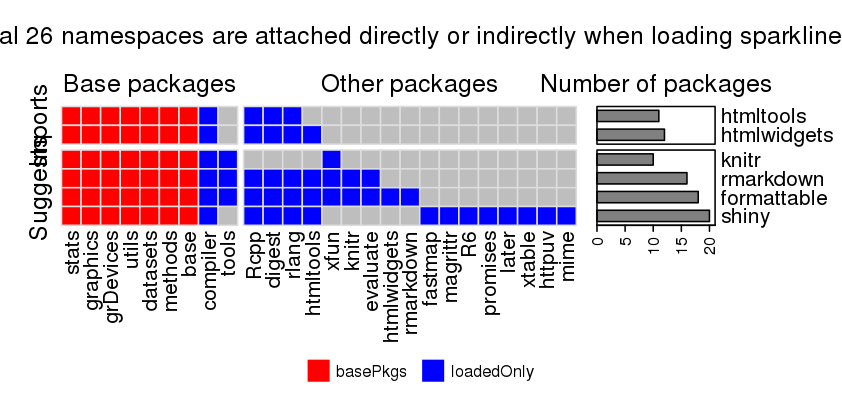 al 26 namespaces are attached directly or indirectly when loading sparkline
Base packages
Other packages
Number of packages
Imports
Suggests
htmltools
htmlwidgets
knitr
rmarkdown
formattable
shiny
stats
graphics
grDevices
utils
datasets
methods
base
compiler
tools
Rcpp
digest
rlang
htmltools
xfun
knitr
evaluate
htmlwidgets
rmarkdown
fastmap
magrittr
R6
promises
later
xtable
httpuv
mime
0
5
10
15
20
basePkgs
loadedOnly